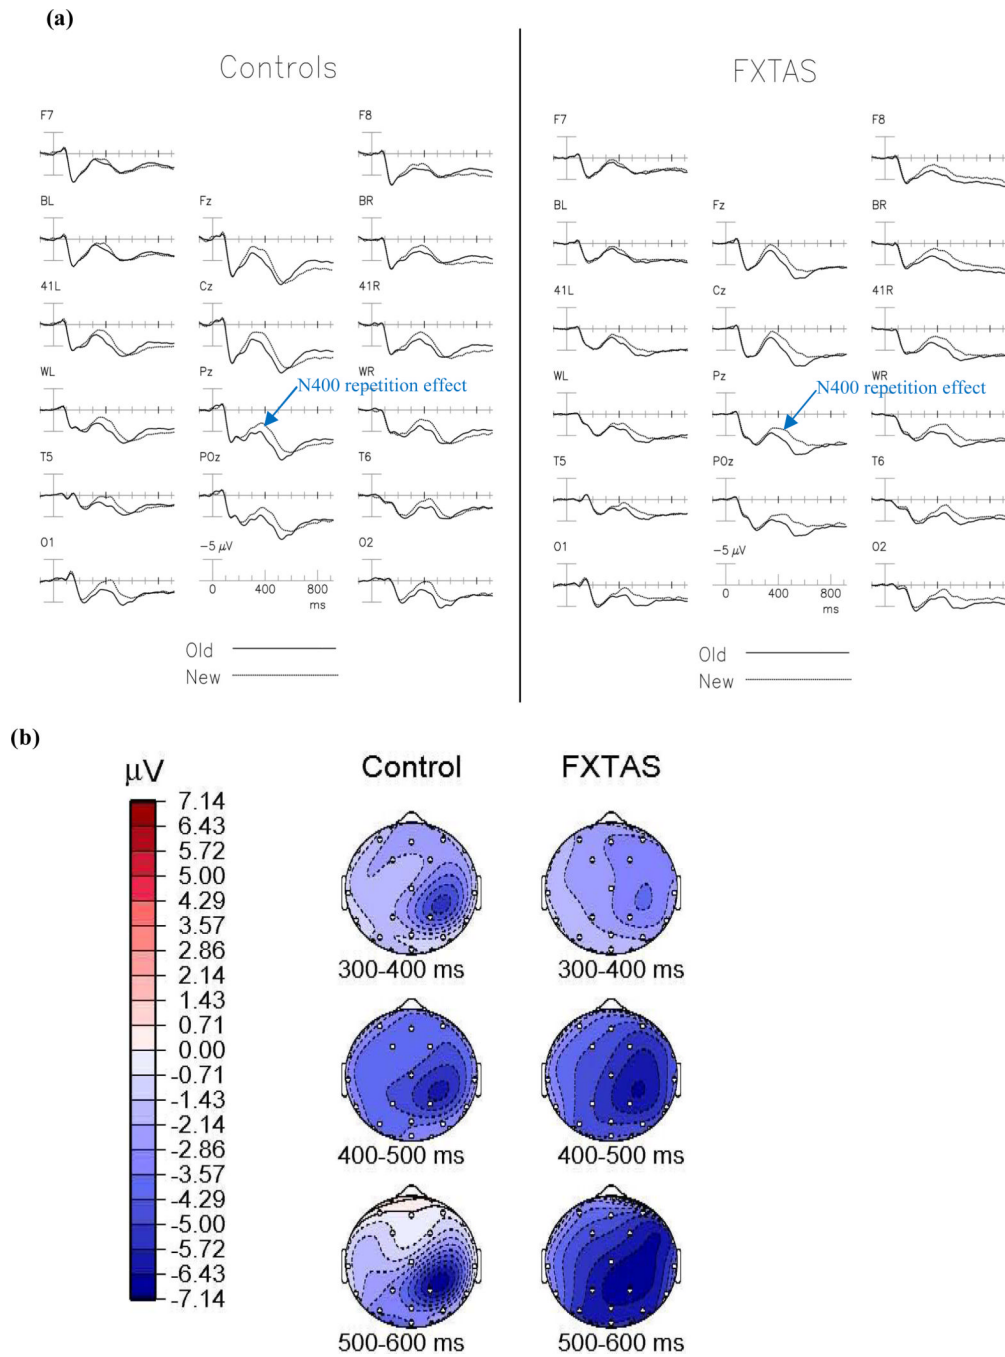 (a)
Controls
F7
F8
BL
Fz
BR
41L
Cz
41R
WL
Pz
WR
N400 repetition effect
T5
POz
T6
O1
-5 µV
O2
0 400 800
ms
Old
New
FXTAS
F7
F8
BL
Fz
BR
41L
Cz
41R
WL
Pz
WR
N400 repetition effect
T5
POz
T6
O1
-5 µV
O2
0 400 800
ms
Old
New
(b)
µV
7.14
6.43
5.72
5.00
4.29
3.57
2.86
2.14
1.43
0.71
0.00
-0.71
-1.43
-2.14
-2.86
-3.57
-4.29
-5.00
-5.72
-6.43
-7.14
Control FXTAS
300-400 ms 300-400 ms
400-500 ms 400-500 ms
500-600 ms 500-600 ms